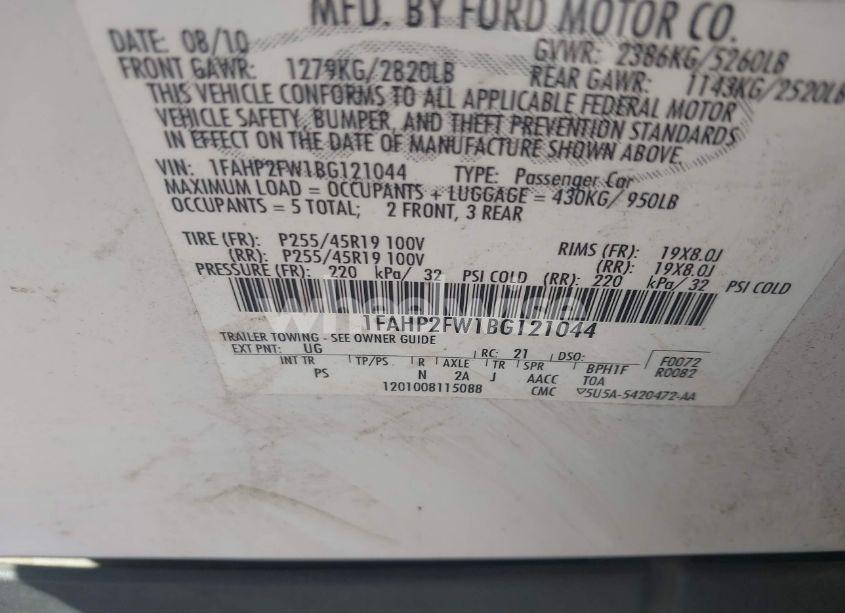 MFD. BY FORD MOTOR CO.
DATE: 08/10 GVWR: 2386KG/5260LB
FRONT GAWR: 1279KG/2820LB REAR GAWR: 1143KG/2520LB
THIS VEHICLE CONFORMS TO ALL APPLICABLE FEDERAL MOTOR
VEHICLE SAFETY, BUMPER, AND THEFT PREVENTION STANDARDS
IN EFFECT ON THE DATE OF MANUFACTURE SHOWN ABOVE.
VIN: 1FAHP2FW1BG121044 TYPE: Passenger Car
MAXIMUM LOAD = OCCUPANTS + LUGGAGE = 430KG/950LB
OCCUPANTS = 5 TOTAL; 2 FRONT, 3 REAR
TIRE (FR): P255/45R19 100V RIMS (FR): 19X8.0J
(RR): P255/45R19 100V (RR): 19X8.0J
PRESSURE (FR): 220 kPa/ 32 PSI COLD (RR): 220 kPa/ 32 PSI COLD
1FAHP2FW1BG121044
TRAILER TOWING - SEE OWNER GUIDE
EXT PNT: UG RC: 21 DSO: F0072
INT TR TP/PS R AXLE TR SPR BPH1F R0082
PS N 2A J AACC TOA
1201008115088 CMC 5U5A-5420472-AA